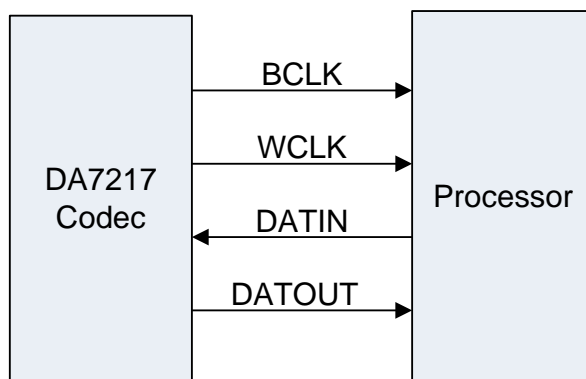 BCLK
WCLK
DA7217
Codec
Processor
DATIN
DATOUT